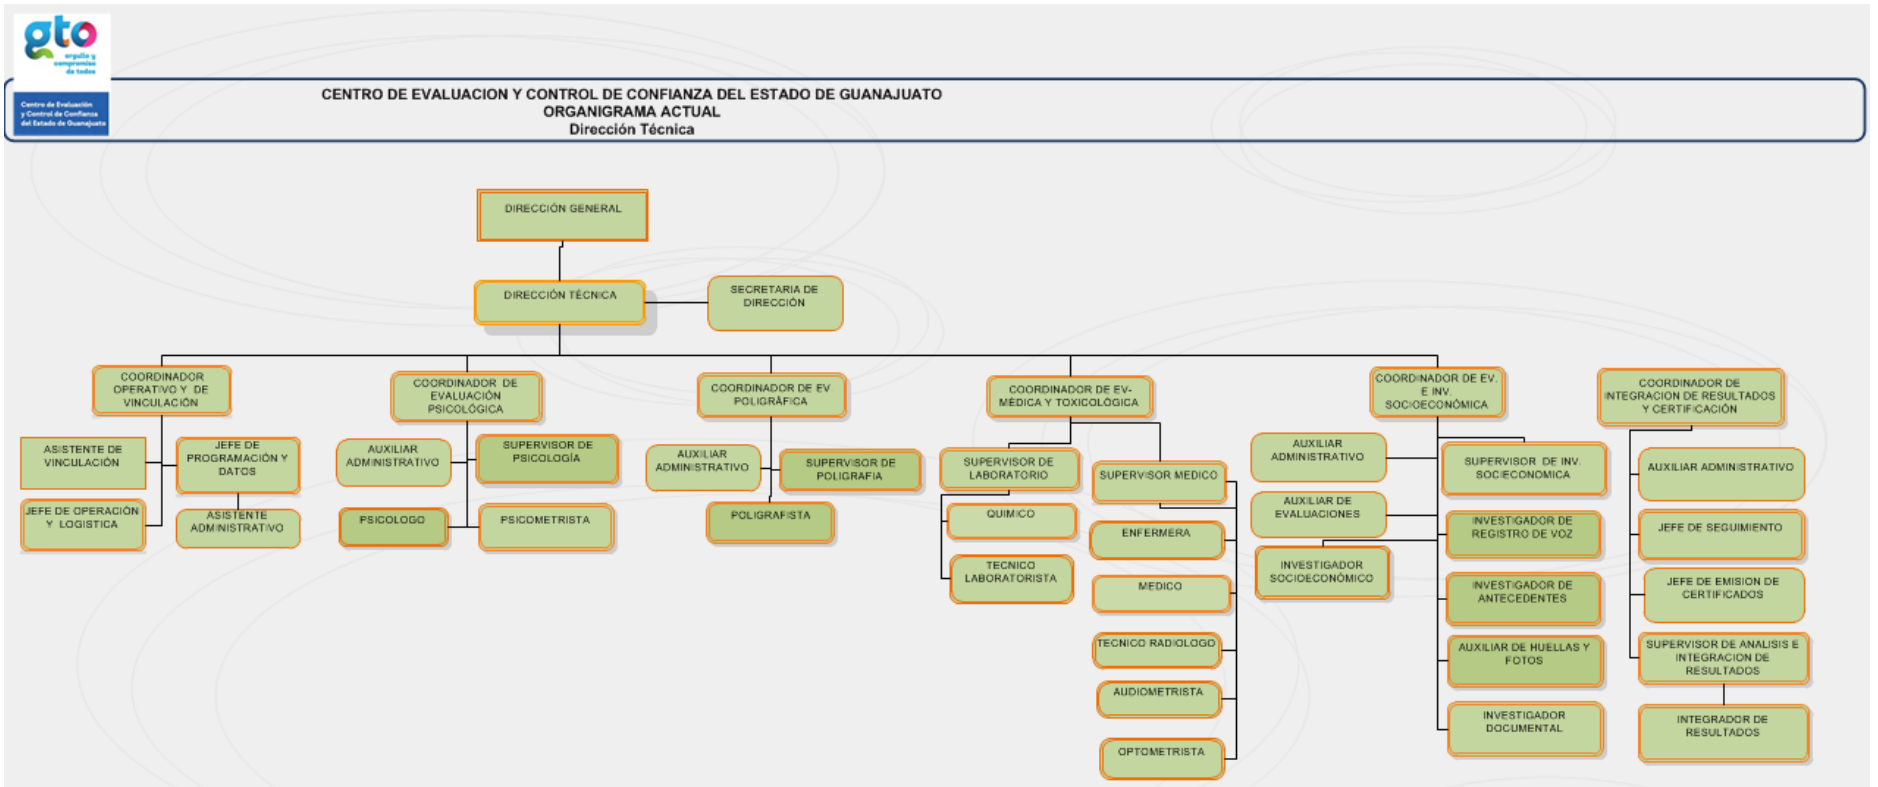 gto
orgullo y
compromiso
de todos
Centro de Evaluación
y Control de Confianza
del Estado de Guanajuato
CENTRO DE EVALUACION Y CONTROL DE CONFIANZA DEL ESTADO DE GUANAJUATO
ORGANIGRAMA ACTUAL
Dirección Técnica
DIRECCIÓN GENERAL
DIRECCIÓN TÉCNICA
SECRETARIA DE
DIRECCIÓN
COORDINADOR
OPERATIVO Y DE
VINCULACIÓN
ASISTENTE DE
VINCULACIÓN
JEFE DE
PROGRAMACIÓN Y
DATOS
JEFE DE OPERACIÓN
Y LOGISTICA
ASISTENTE
ADMINISTRATIVO
COORDINADOR DE
EVALUACIÓN
PSICOLÓGICA
AUXILIAR
ADMINISTRATIVO
SUPERVISOR DE
PSICOLOGÍA
PSICOLOGO
PSICOMETRISTA
COORDINADOR DE EV
POLIGRÁFICA
AUXILIAR
ADMINISTRATIVO
SUPERVISOR DE
POLIGRAFIA
POLIGRAFISTA
COORDINADOR DE EV-
MÉDICA Y TOXICOLÓGICA
SUPERVISOR DE
LABORATORIO
QUIMICO
TECNICO
LABORATORISTA
SUPERVISOR MEDICO
ENFERMERA
MEDICO
TECNICO RADIOLOGO
AUDIOMETRISTA
OPTOMETRISTA
COORDINADOR DE EV.
E INV.
SOCIOECONÓMICA
AUXILIAR
ADMINISTRATIVO
SUPERVISOR DE INV.
SOCIECONOMICA
AUXILIAR DE
EVALUACIONES
INVESTIGADOR DE
REGISTRO DE VOZ
INVESTIGADOR
SOCIOECONÓMICO
INVESTIGADOR DE
ANTECEDENTES
AUXILIAR DE HUELLAS Y
FOTOS
INVESTIGADOR
DOCUMENTAL
COORDINADOR DE
INTEGRACION DE RESULTADOS
Y CERTIFICACIÓN
AUXILIAR ADMINISTRATIVO
JEFE DE SEGUIMIENTO
JEFE DE EMISION DE
CERTIFICADOS
SUPERVISOR DE ANALISIS E
INTEGRACION DE
RESULTADOS
INTEGRADOR DE
RESULTADOS